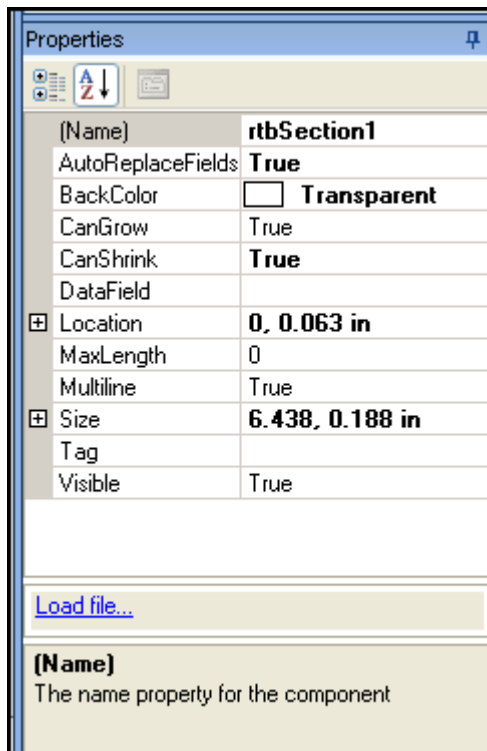 Properties
(Name) rtbSection1
AutoReplaceFields True
BackColor Transparent
CanGrow True
CanShrink True
DataField
Location 0, 0.063 in
MaxLength 0
Multiline True
Size 6.438, 0.188 in
Tag
Visible True
Load file...
(Name)
The name property for the component